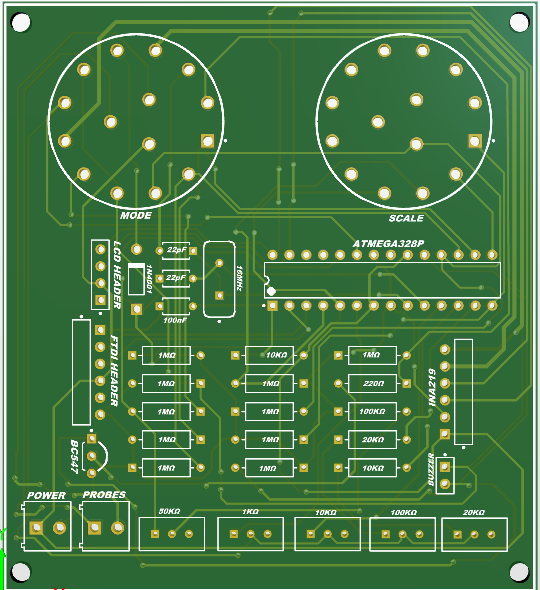 MODE
SCALE
ATMEGA328P
LCD HEADER
1N4001
22pF
22pF
100nF
16MHz
FTDI HEADER
1MΩ
10KΩ
1MΩ
1MΩ
1MΩ
220Ω
1MΩ
1MΩ
100KΩ
1MΩ
1MΩ
20KΩ
1MΩ
1MΩ
10KΩ
INA219
BC547
BUZZER
POWER
PROBES
50KΩ
1KΩ
10KΩ
100KΩ
20KΩ